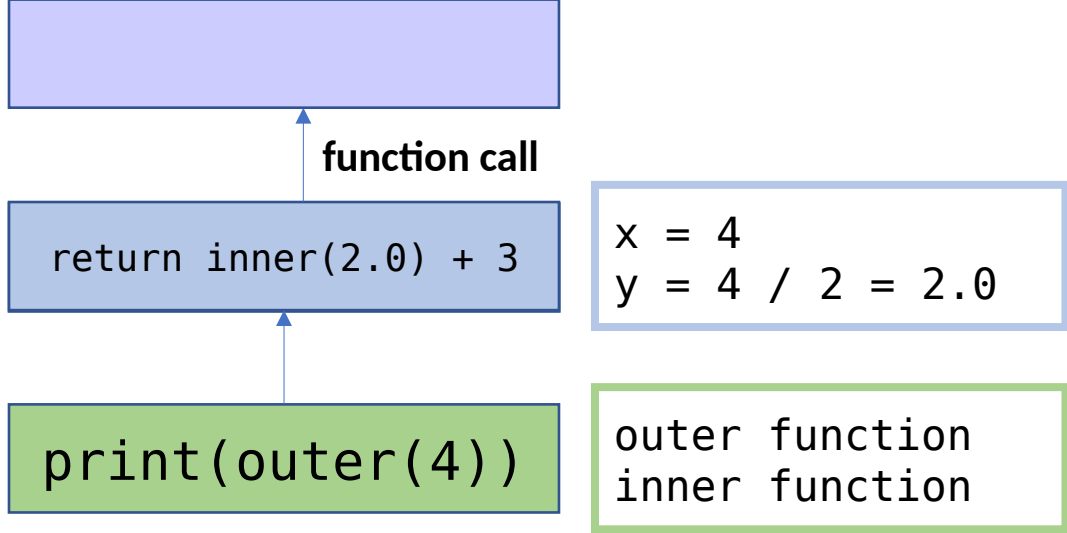 function call
return inner(2.0) + 3
x = 4
y = 4 / 2 = 2.0
print(outer(4))
outer function
inner function